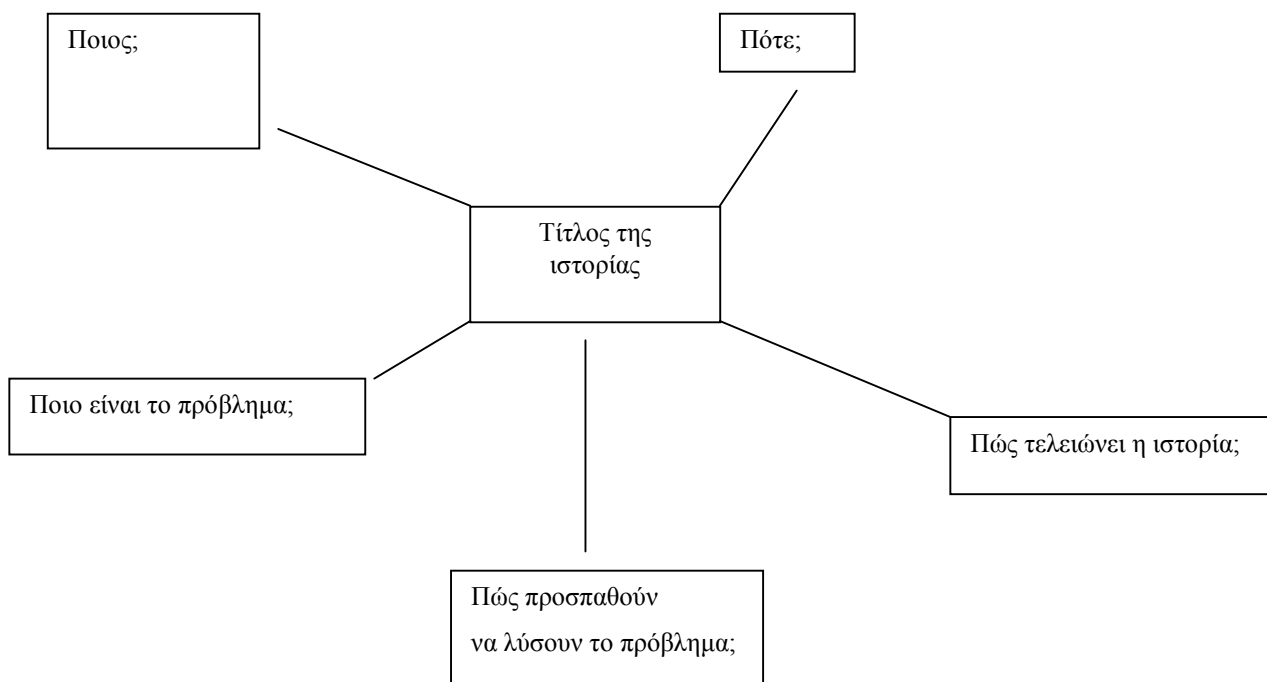 Ποιος;
Πότε;
Τίτλος της
ιστορίας
Ποιο είναι το πρόβλημα;
Πώς τελειώνει η ιστορία;
Πώς προσπαθούν
να λύσουν το πρόβλημα;